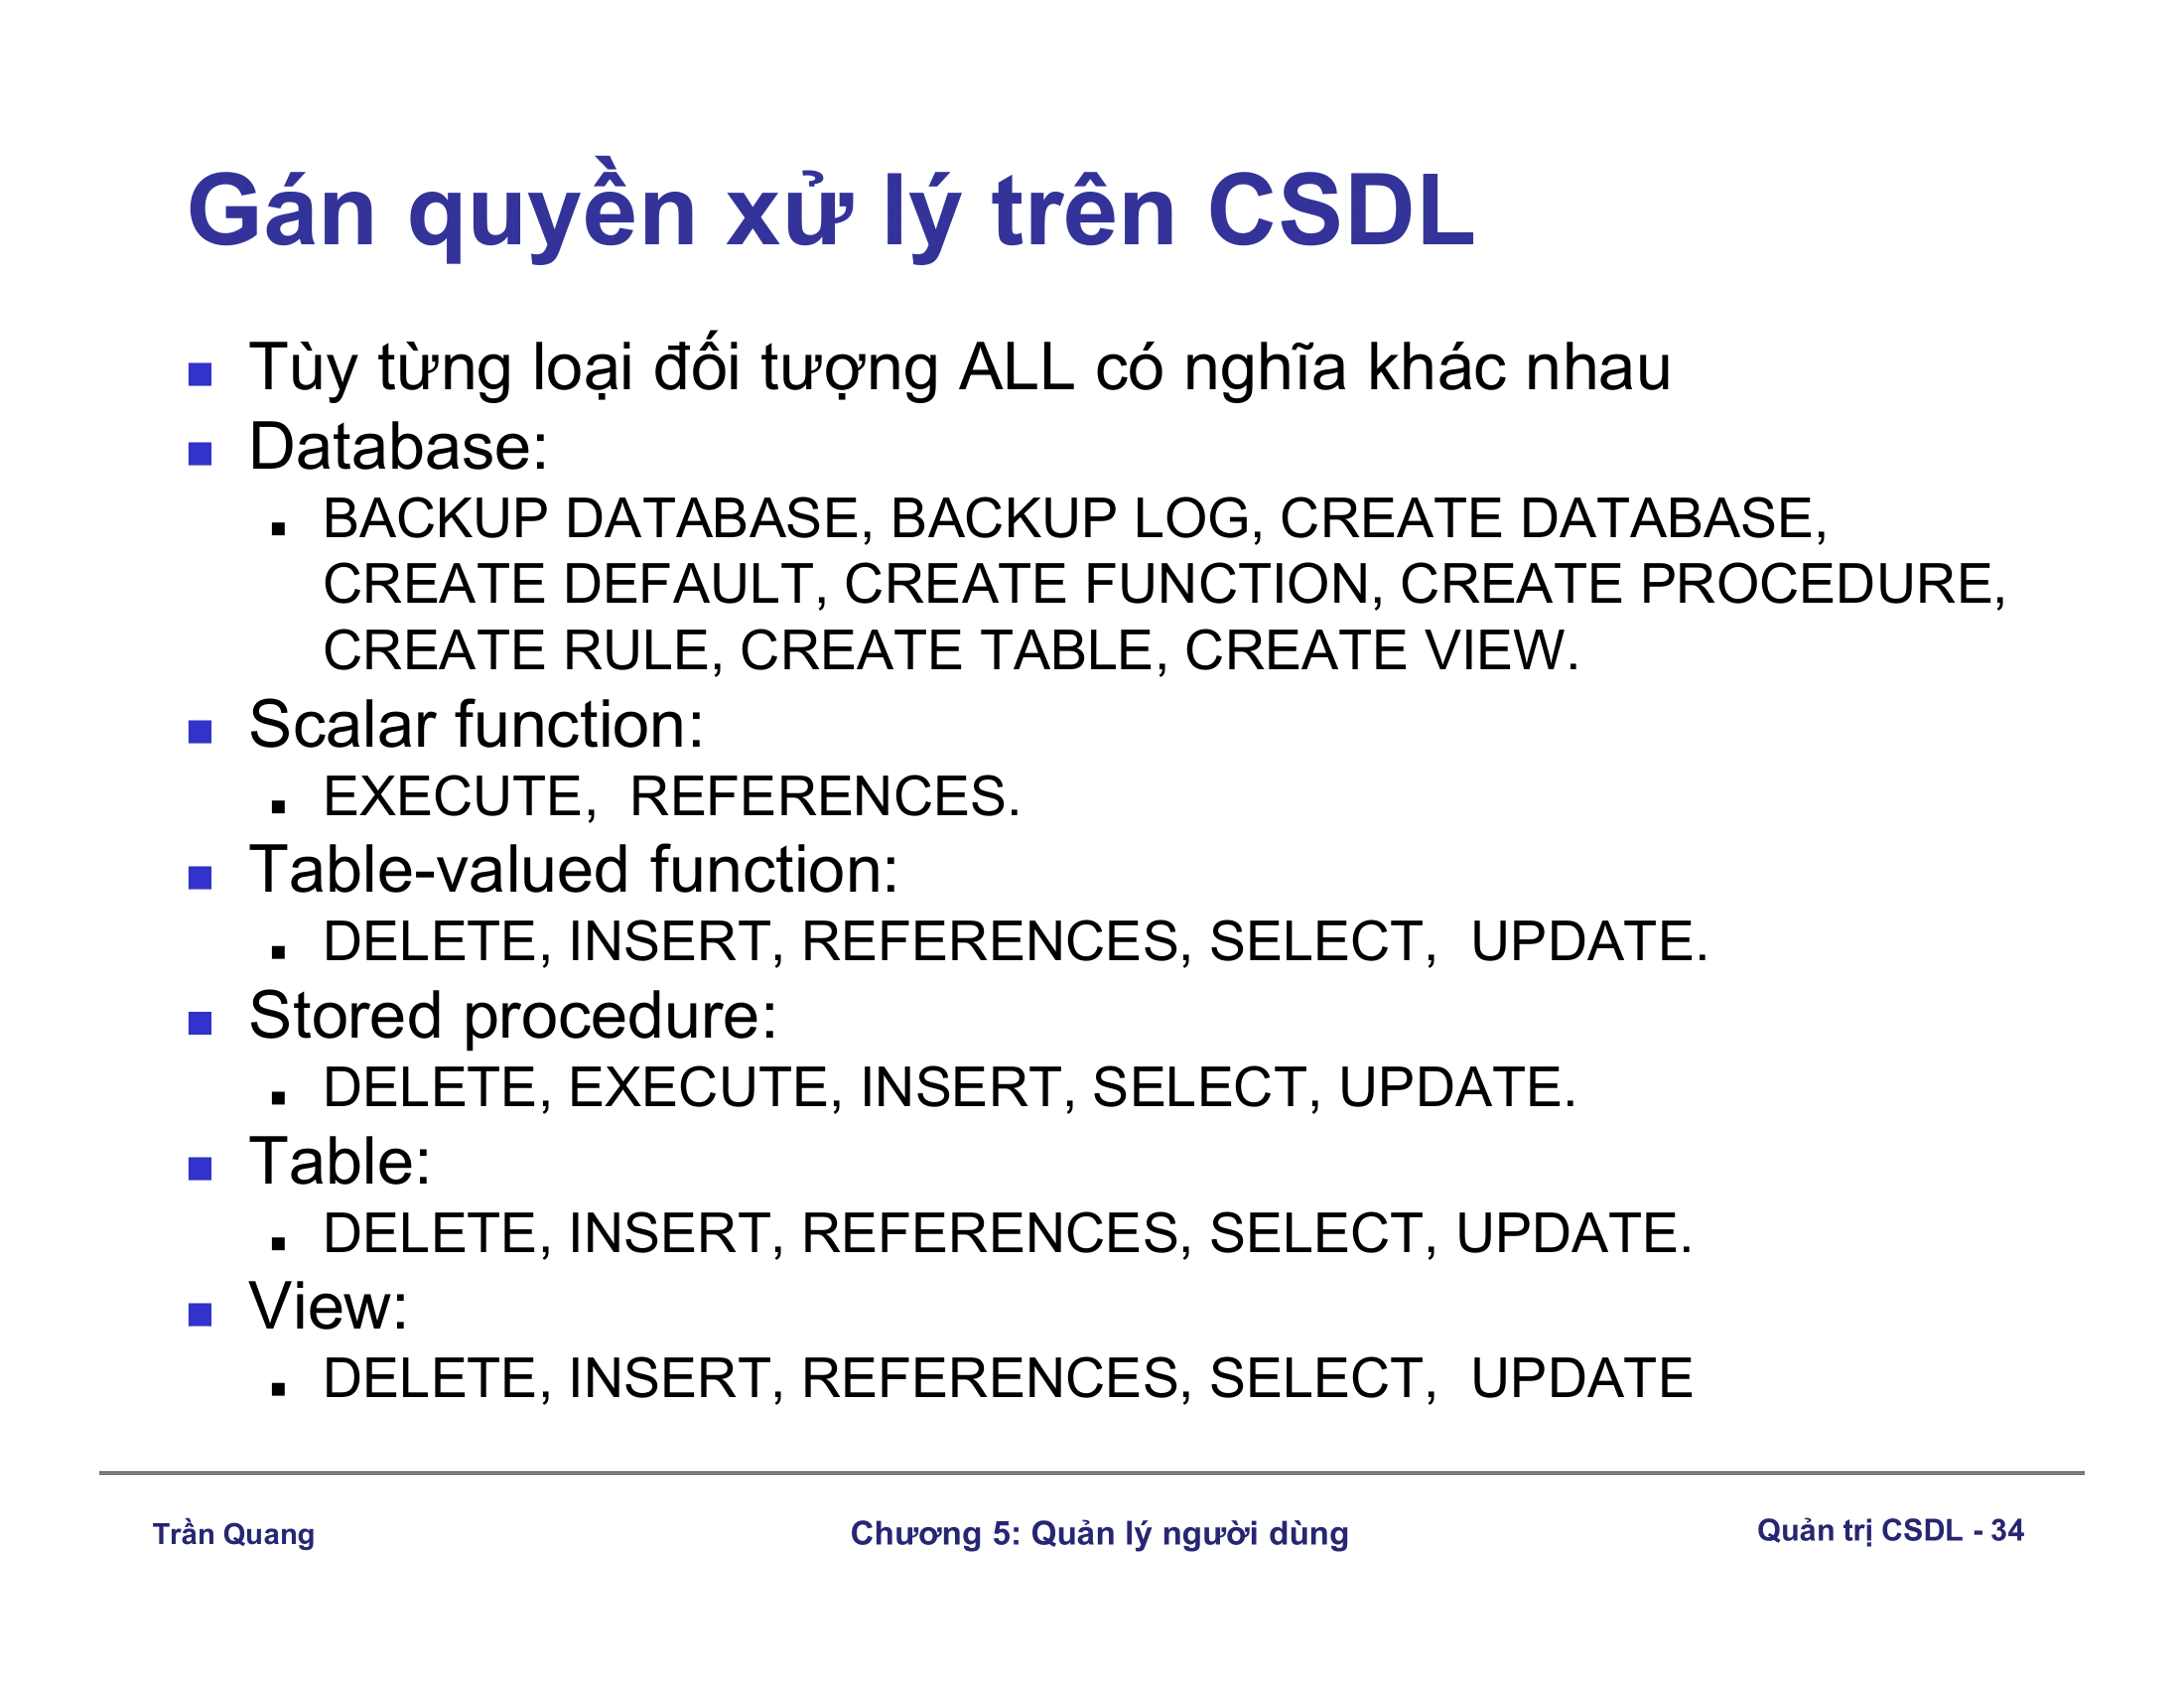 Gán quyền xử lý trên CSDL
Tùy từng loại đối tượng ALL có nghĩa khác nhau
Database:
BACKUP DATABASE, BACKUP LOG, CREATE DATABASE,
CREATE DEFAULT, CREATE FUNCTION, CREATE PROCEDURE,
CREATE RULE, CREATE TABLE, CREATE VIEW.
Scalar function:
EXECUTE, REFERENCES.
Table-valued function:
DELETE, INSERT, REFERENCES, SELECT, UPDATE.
Stored procedure:
DELETE, EXECUTE, INSERT, SELECT, UPDATE.
Table:
DELETE, INSERT, REFERENCES, SELECT, UPDATE.
View:
DELETE, INSERT, REFERENCES, SELECT, UPDATE
Trần Quang
Chương 5: Quản lý người dùng
Quản trị CSDL - 34